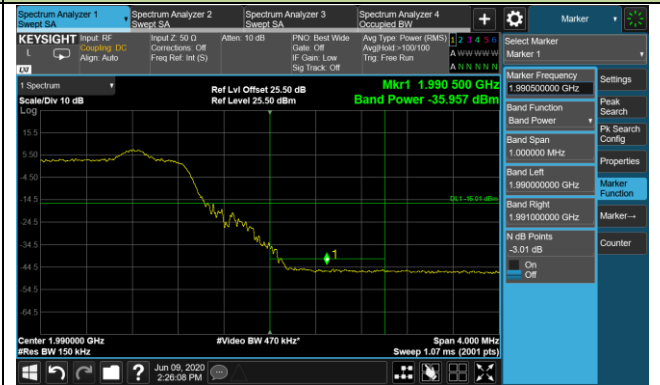 Spectrum Analyzer 1
Swept SA
Spectrum Analyzer 2
Swept SA
Spectrum Analyzer 3
Swept SA
Spectrum Analyzer 4
Occupied BW
Marker
KEYSIGHT
L
LXI
Input: RF
Coupling: DC
Align: Auto
Input Z: 50 Ω
Corrections: Off
Freq Ref: Int (S)
Atten: 10 dB
PNO: Best Wide
Gate: Off
IF Gain: Low
Sig Track: Off
Avg Type: Power (RMS)
Avg|Hold:>100/100
Trig: Free Run
1 2 3 4 5 6
A W W W W W
A N N N N N
Select Marker
Marker 1
1 Spectrum
Scale/Div 10 dB
Ref Lvl Offset 25.50 dB
Ref Level 25.50 dBm
Mkr1 1.990 500 GHz
Band Power -35.957 dBm
Log
15.5
5.50
-4.50
-14.5
-24.5
-34.5
-44.5
-54.5
-64.5
DL1 -16.01 dBm
1
Center 1.990000 GHz
#Res BW 150 kHz
#Video BW 470 kHz*
Span 4.000 MHz
Sweep 1.07 ms (2001 pts)
Marker Frequency
1.990500000 GHz
Band Function
Band Power
Band Span
1.000000 MHz
Band Left
1.990000000 GHz
Band Right
1.991000000 GHz
N dB Points
-3.01 dB
On
Off
Settings
Peak
Search
Pk Search
Config
Properties
Marker
Function
Marker→
Counter
?
Jun 09, 2020
2:26:08 PM